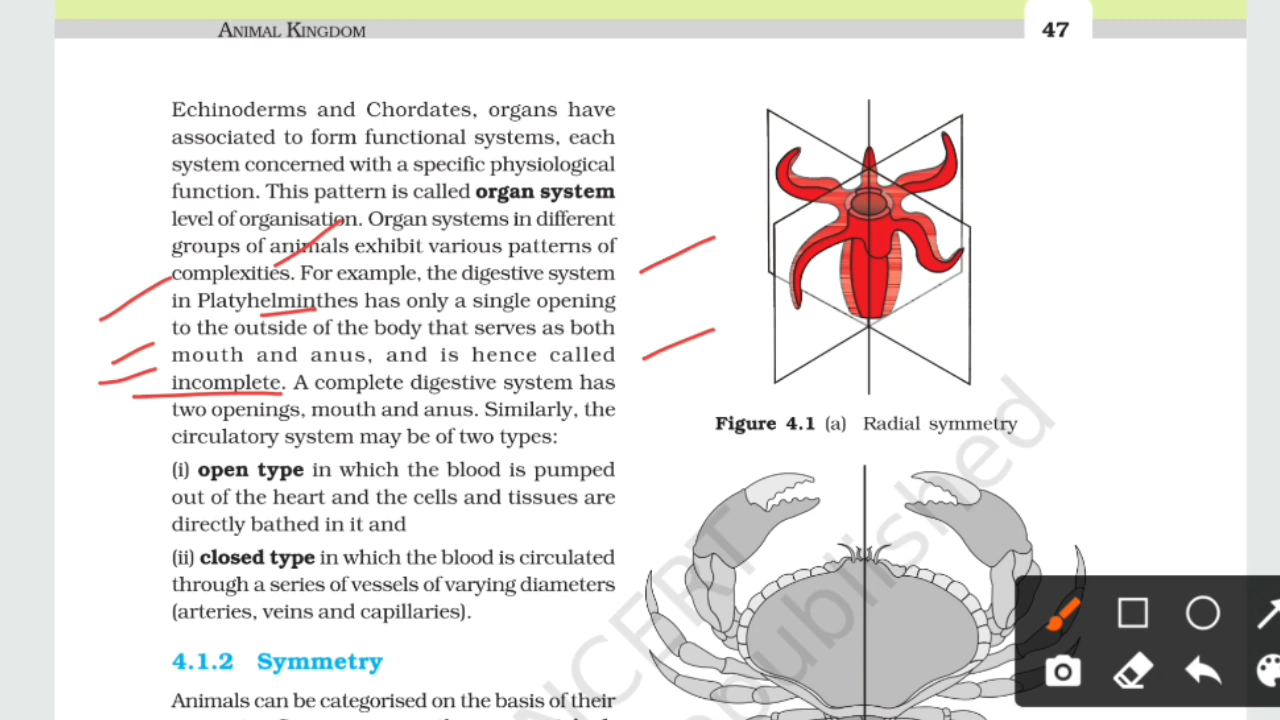 ANIMAL KINGDOM
47
Echinoderms and Chordates, organs have
associated to form functional systems, each
system concerned with a specific physiological
function. This pattern is called organ system
level of organisation. Organ systems in different
groups of animals exhibit various patterns of
complexities. For example, the digestive system
in Platyhelminthes has only a single opening
to the outside of the body that serves as both
mouth and anus, and is hence called
incomplete. A complete digestive system has
two openings, mouth and anus. Similarly, the
circulatory system may be of two types:
(i) open type in which the blood is pumped
out of the heart and the cells and tissues are
directly bathed in it and
(ii) closed type in which the blood is circulated
through a series of vessels of varying diameters
(arteries, veins and capillaries).
4.1.2 Symmetry
Animals can be categorised on the basis of their
Figure 4.1 (a) Radial symmetry
NCERT
published